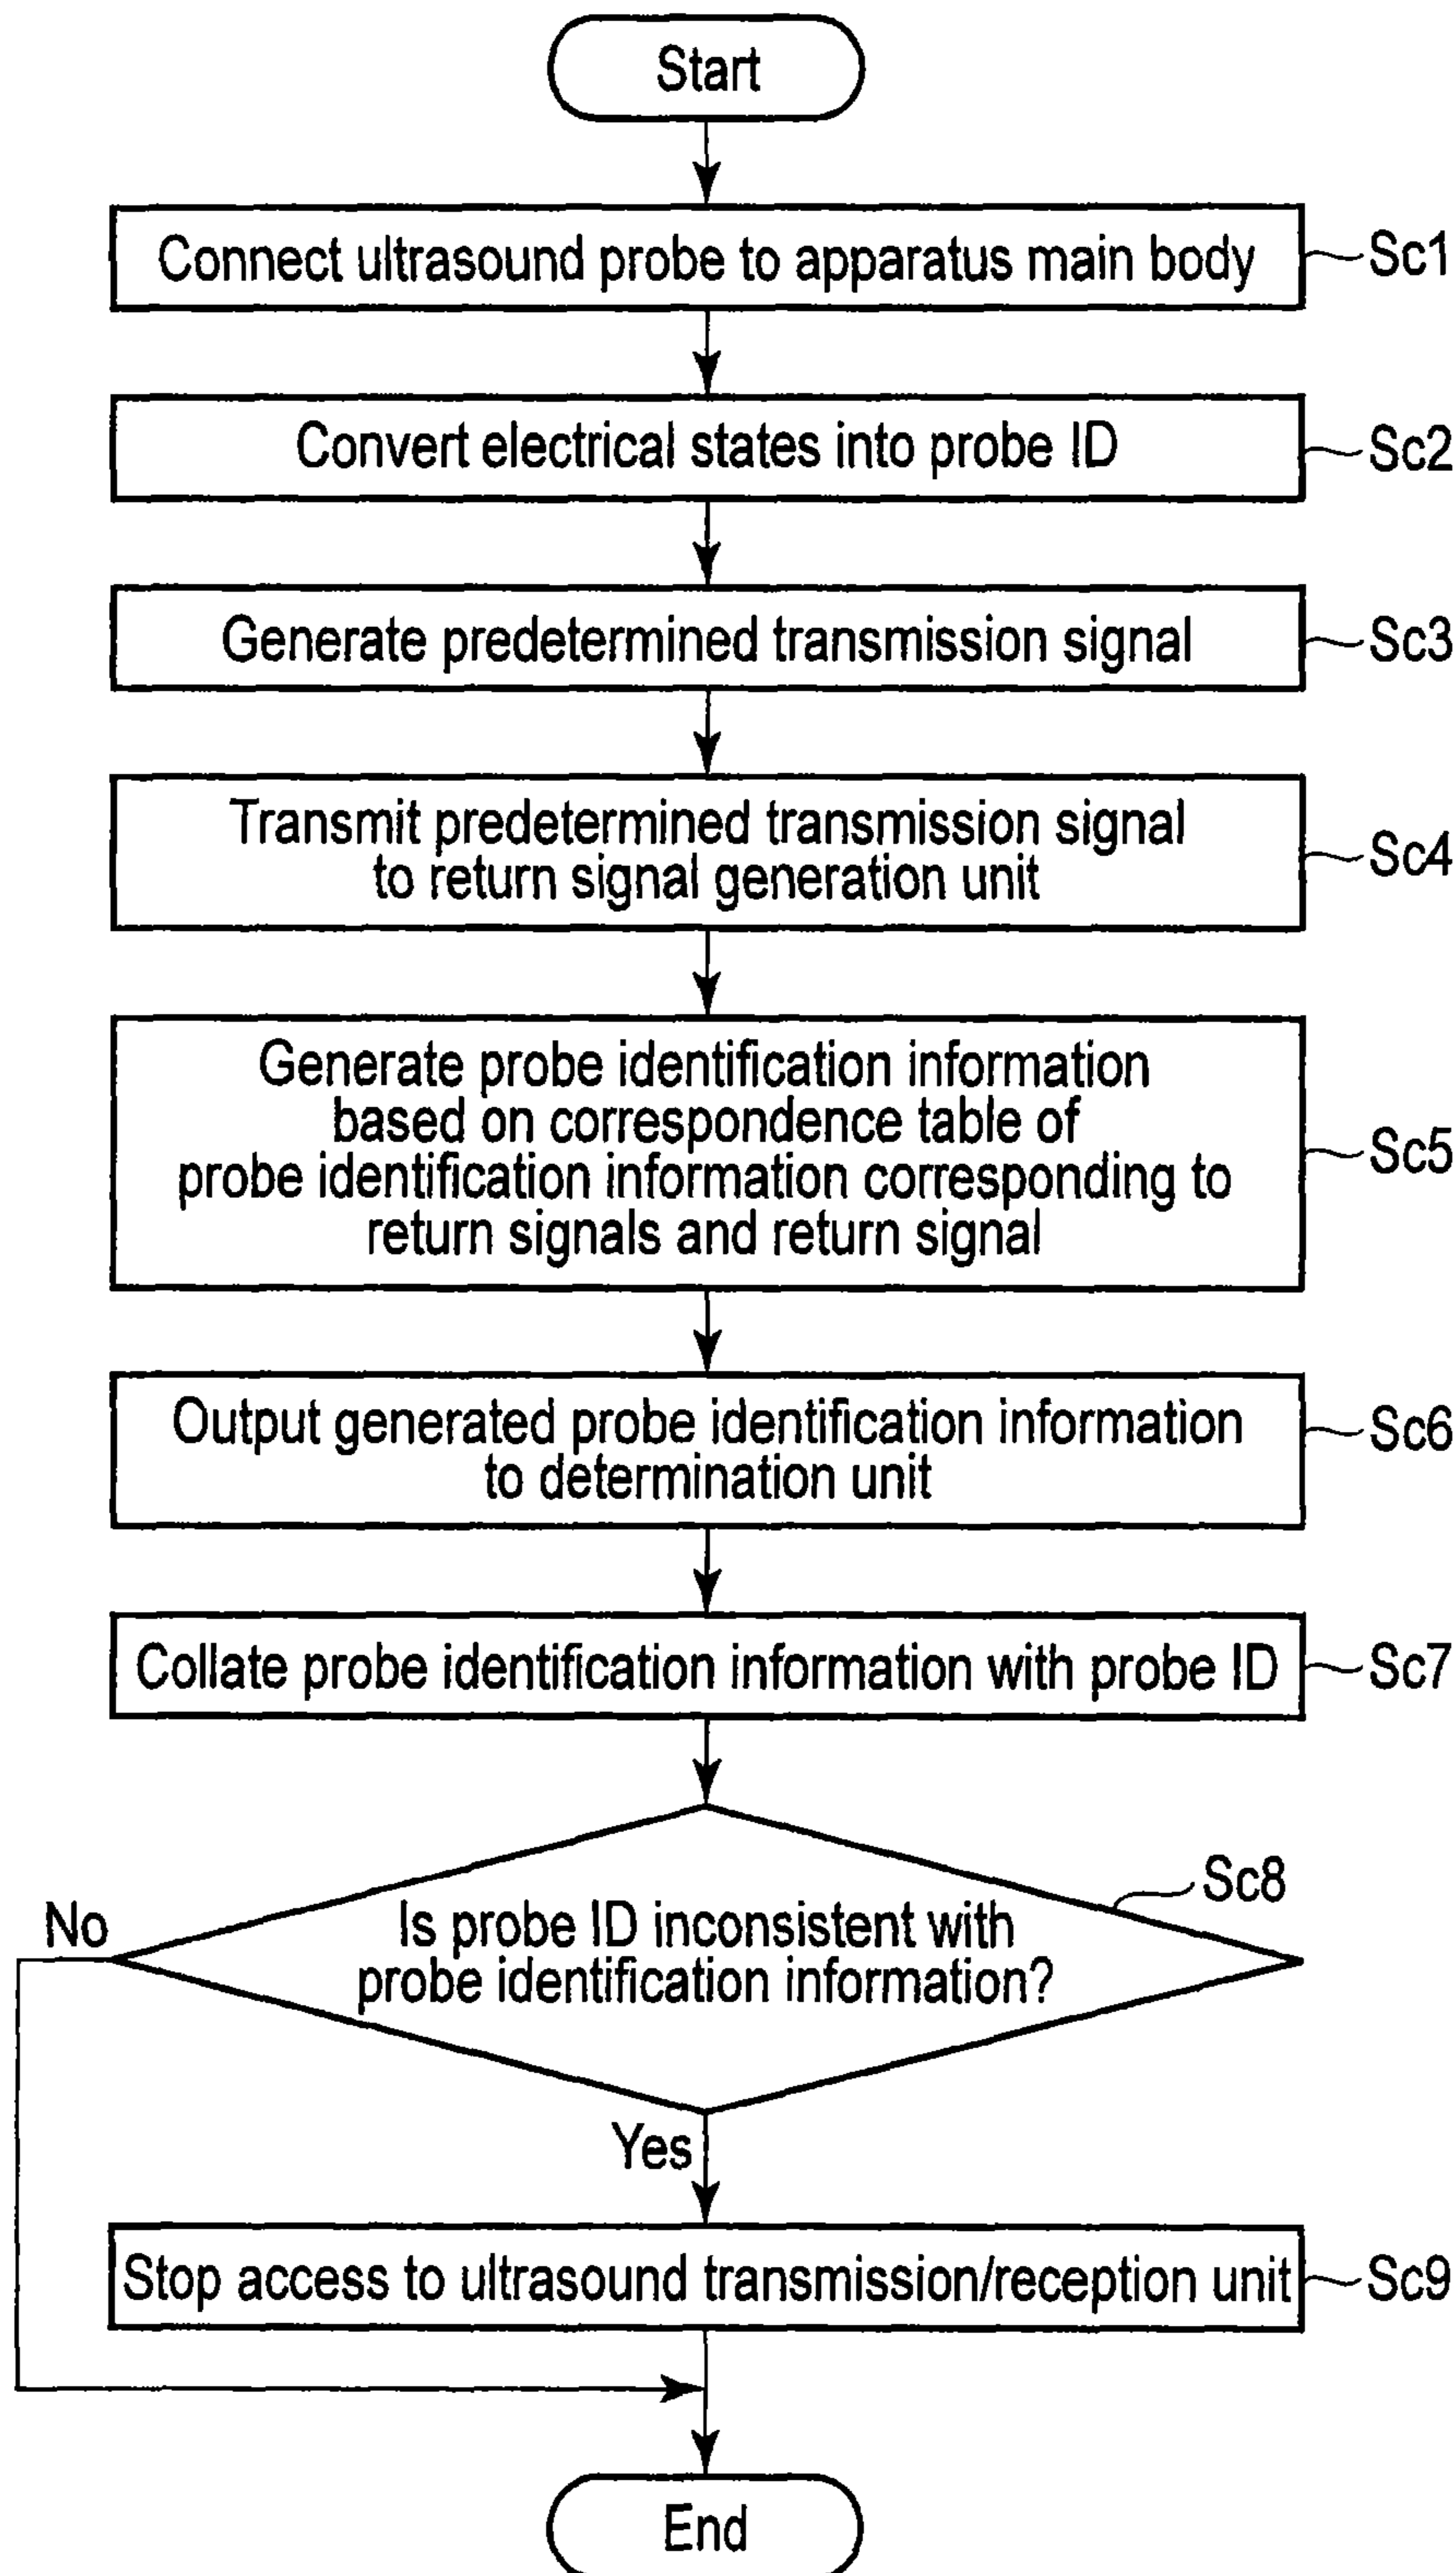 Start
Connect ultrasound probe to apparatus main body
Sc1
Convert electrical states into probe ID
Sc2
Generate predetermined transmission signal
Sc3
Transmit predetermined transmission signal
to return signal generation unit
Sc4
Generate probe identification information
based on correspondence table of
probe identification information corresponding to
return signals and return signal
Sc5
Output generated probe identification information
to determination unit
Sc6
Collate probe identification information with probe ID
Sc7
Sc8
No
Is probe ID inconsistent with
probe identification information?
Yes
Stop access to ultrasound transmission/reception unit
Sc9
End